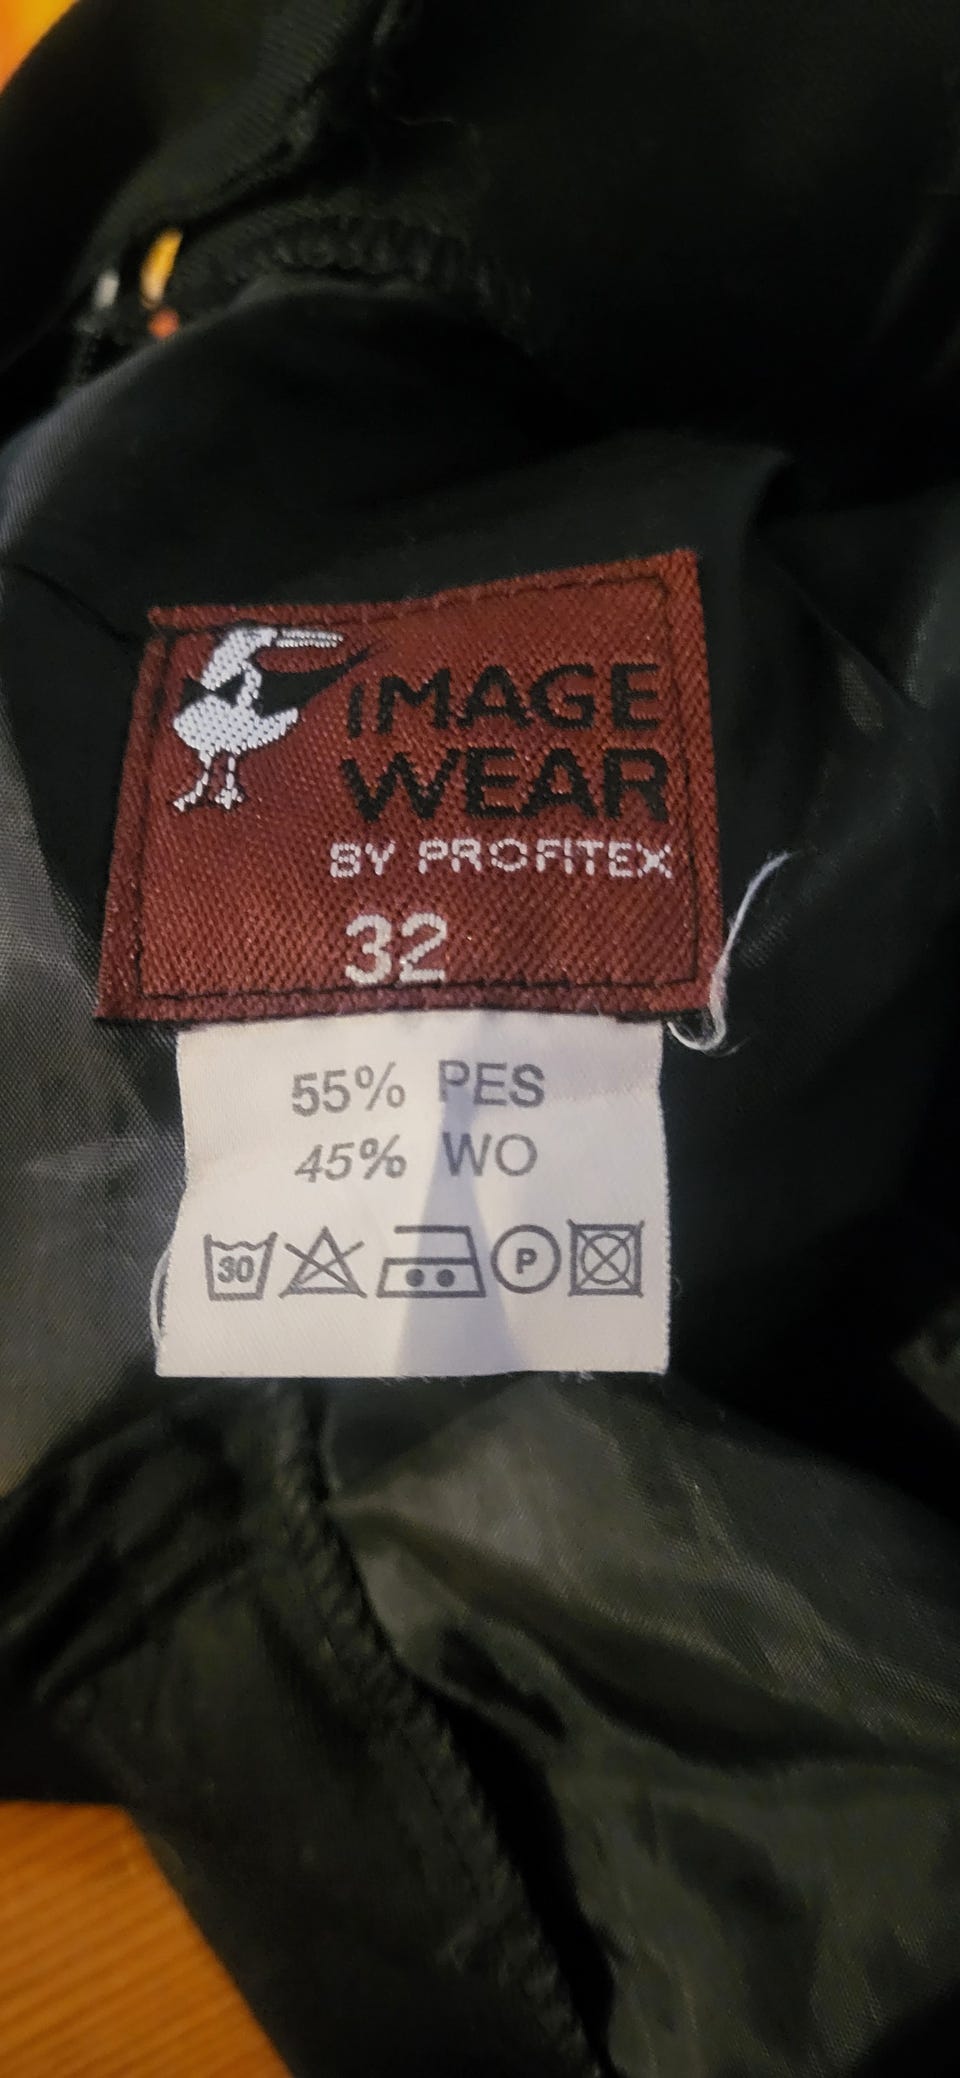 IMAGE
WEAR
BY PROFITEX
32
55% PES
45% WO
30 P